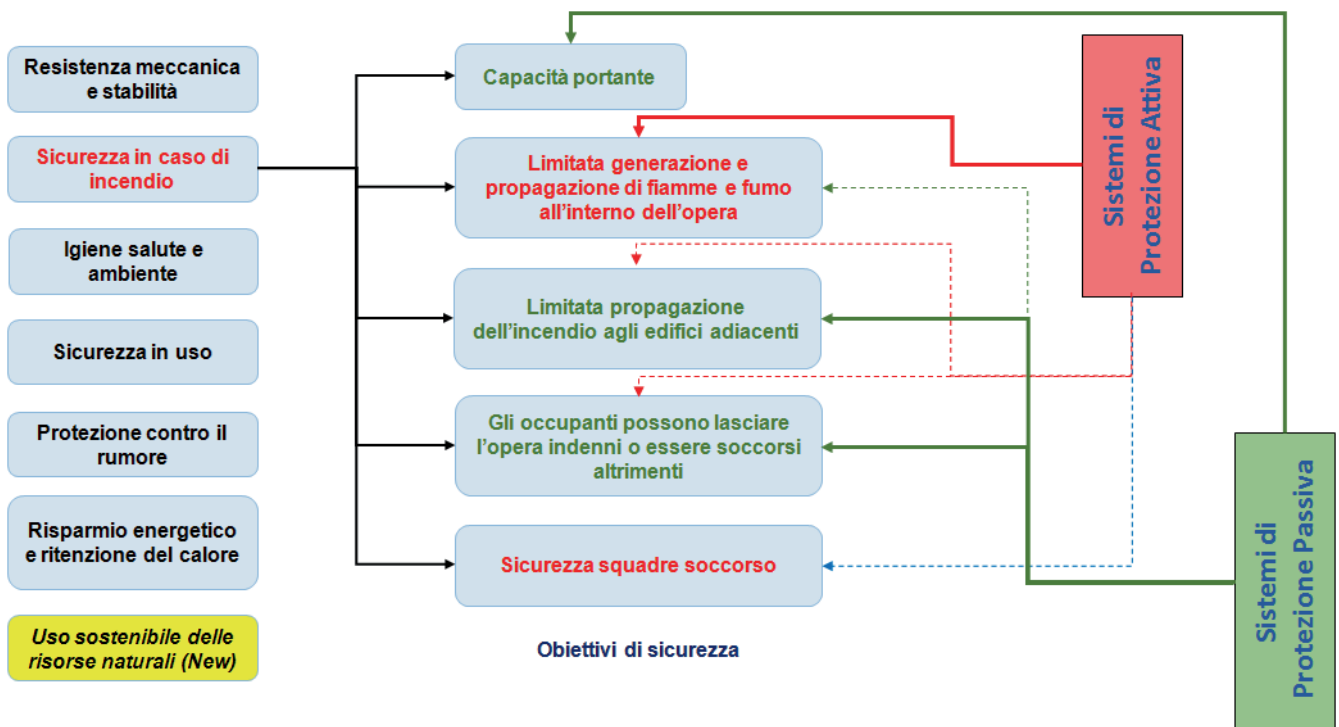 Resistenza meccanica
e stabilità
Sicurezza in caso di
incendio
Igiene salute e
ambiente
Sicurezza in uso
Protezione contro il
rumore
Risparmio energetico
e ritenzione del calore
Uso sostenibile delle
risorse naturali (New)
Capacità portante
Limitata generazione e
propagazione di fiamme e fumo
all’interno dell’opera
Limitata propagazione
dell’incendio agli edifici adiacenti
Gli occupanti possono lasciare
l’opera indenni o essere soccorsi
altrimenti
Sicurezza squadre soccorso
Obiettivi di sicurezza
Sistemi di
Protezione Attiva
Sistemi di
Protezione Passiva